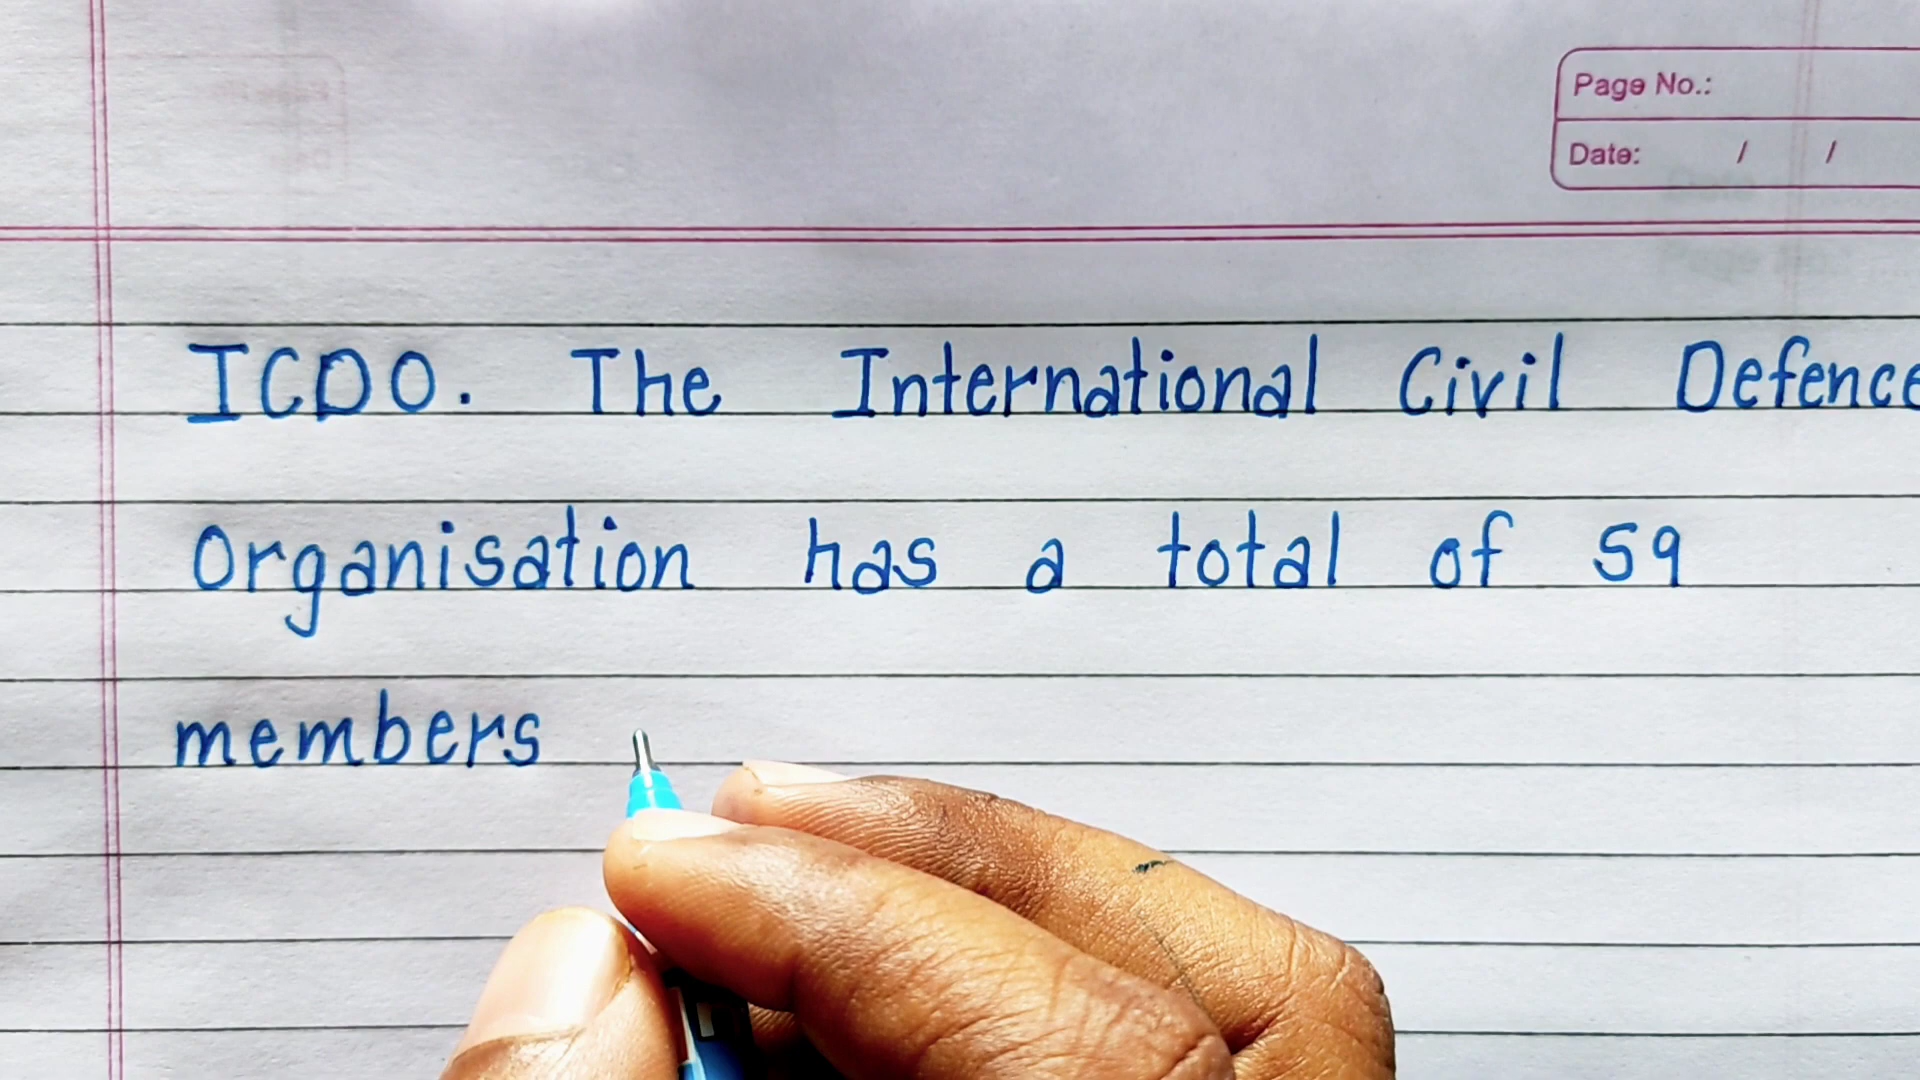 Page No.:
Date: / /
ICDO. The International Civil Defence
Organisation has a total of 59
members